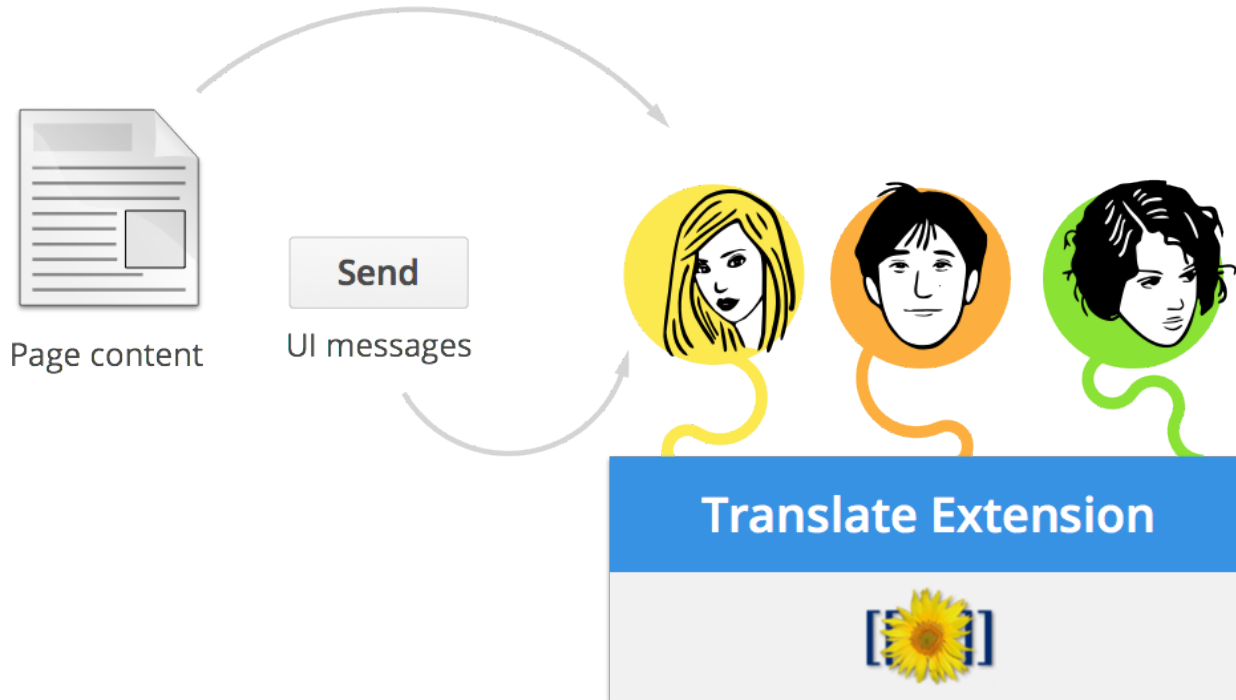 Send
Page content
UI messages
Translate Extension
[[ ]]